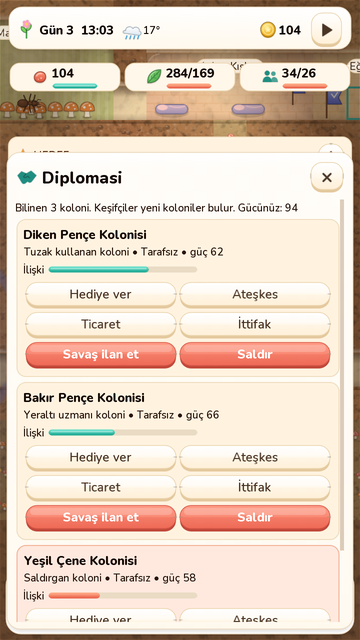 Gün 3 13:03 17° 104
104 284/169 34/26
Diplomasi
Bilinen 3 koloni. Keşifçiler yeni koloniler bulur. Gücünüz: 94
Diken Pençe Kolonisi
Tuzak kullanan koloni • Tarafsız • güç 62
İlişki
Hediye ver Ateşkes
Ticaret İttifak
Savaş ilan et Saldır
Bakır Pençe Kolonisi
Yeraltı uzmanı koloni • Tarafsız • güç 66
İlişki
Hediye ver Ateşkes
Ticaret İttifak
Savaş ilan et Saldır
Yeşil Çene Kolonisi
Saldırgan koloni • Tarafsız • güç 58
İlişki
Hediye ver Ateşkes